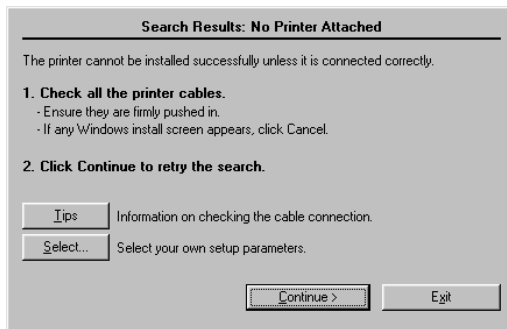 Search Results: No Printer Attached
The printer cannot be installed successfully unless it is connected correctly.
1. Check all the printer cables.
- Ensure they are firmly pushed in.
- If any Windows install screen appears, click Cancel.
2. Click Continue to retry the search.
Tips Information on checking the cable connection.
Select... Select your own setup parameters.
Continue > Exit